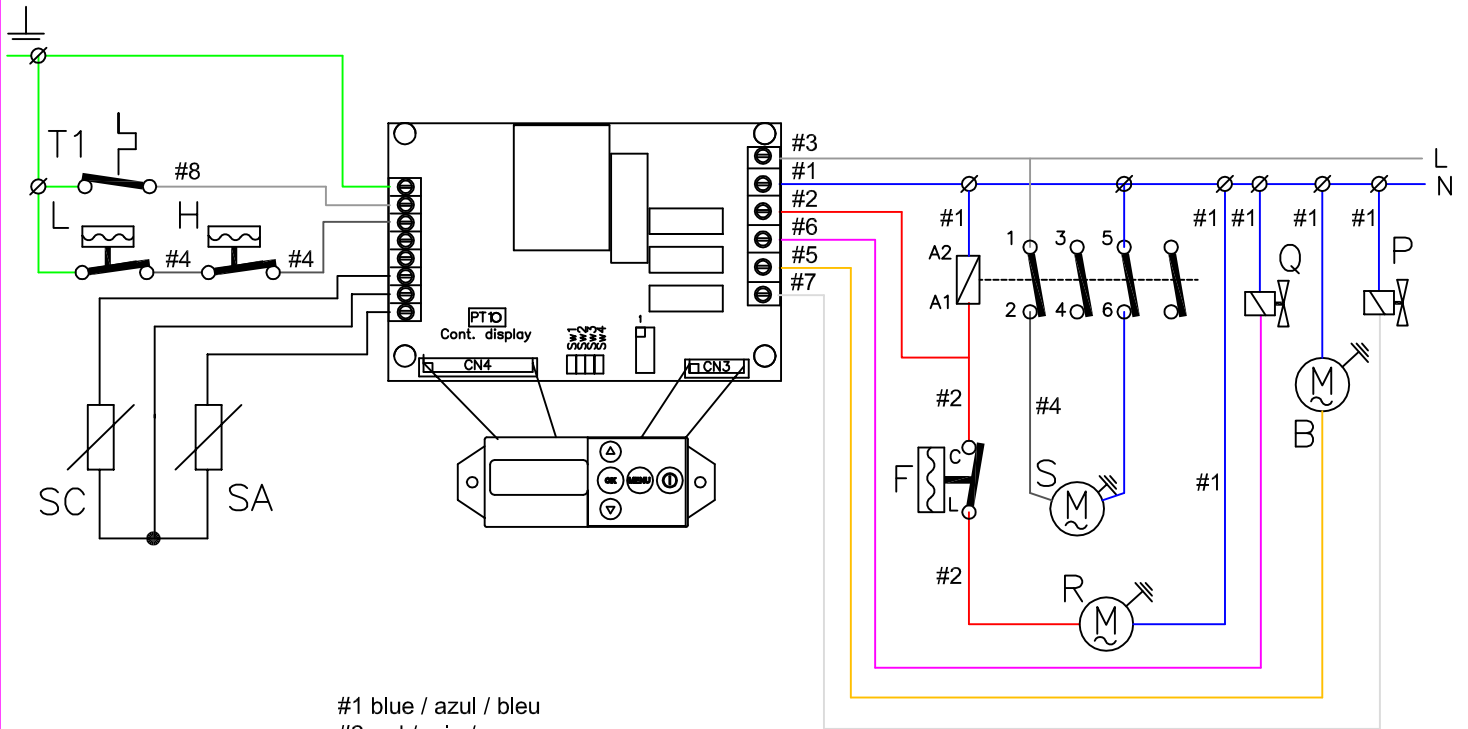 T1
#8
L
H
#4
#4
SC
SA
PT10
Cont. display
Sw1
Sw2
Sw3
Sw4
1
CN4
CN3
OK
MENU
#3
#1
#2
#6
#5
#7
L
N
#1
#1
#1
#1
#1
A2
A1
1
3
5
2
4
6
Q
P
M
B
#2
#4
C
F
L
S
M
#1
#2
R
M
#1 blue / azul / bleu